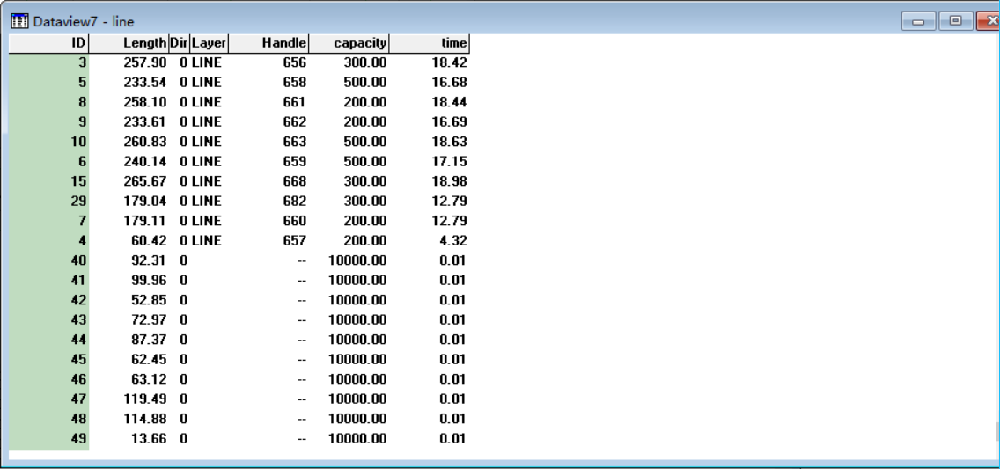 Dataview7 - line
ID Length Dir Layer Handle capacity time
3 257.90 0 LINE 656 300.00 18.42
5 233.54 0 LINE 658 500.00 16.68
8 258.10 0 LINE 661 200.00 18.44
9 233.61 0 LINE 662 200.00 16.69
10 260.83 0 LINE 663 500.00 18.63
6 240.14 0 LINE 659 500.00 17.15
15 265.67 0 LINE 668 300.00 18.98
29 179.04 0 LINE 682 300.00 12.79
7 179.11 0 LINE 660 200.00 12.79
4 60.42 0 LINE 657 200.00 4.32
40 92.31 0 -- 10000.00 0.01
41 99.96 0 -- 10000.00 0.01
42 52.85 0 -- 10000.00 0.01
43 72.97 0 -- 10000.00 0.01
44 87.37 0 -- 10000.00 0.01
45 62.45 0 -- 10000.00 0.01
46 63.12 0 -- 10000.00 0.01
47 119.49 0 -- 10000.00 0.01
48 114.88 0 -- 10000.00 0.01
49 13.66 0 -- 10000.00 0.01